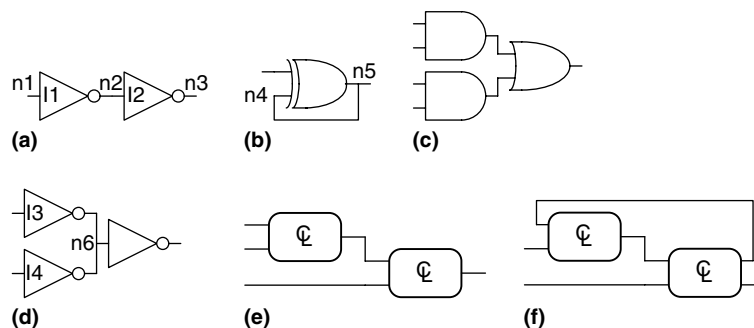 n1 I1 n2 I2 n3
(a)
n4 n5
(b)
(c)
I3
n6
I4
(d)
CL
CL
(e)
CL
CL
(f)